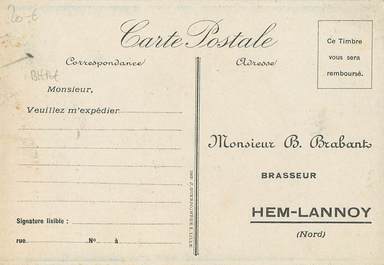 20.-€
Carte Postale
Ce Timbre
vous sera
remboursé.
Correspondance
Adresse
Monsieur,
Veuillez m'expédier
Monsieur B. Brabant
BRASSEUR
HEM-LANNOY
(Nord)
Signature lisible :
rue N° à